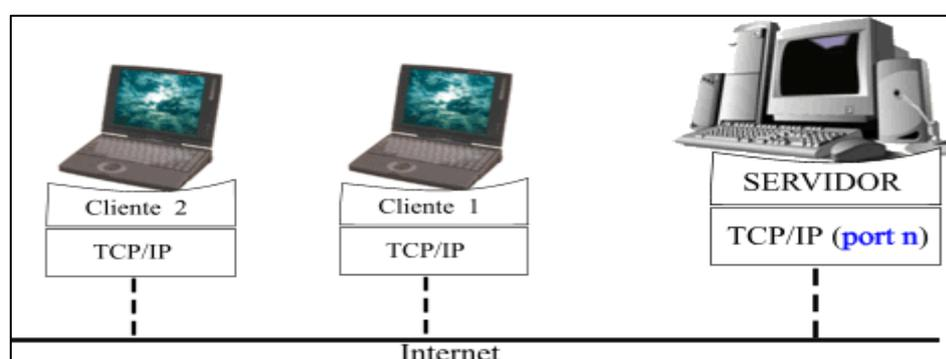 Cliente 2
TCP/IP
Cliente 1
TCP/IP
SERVIDOR
TCP/IP (port n)
Internet